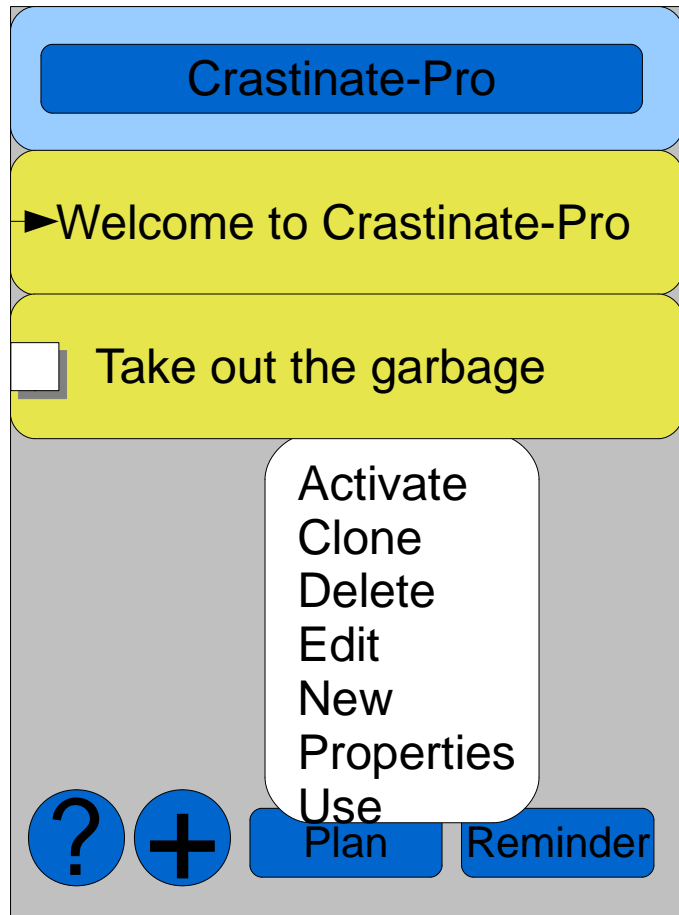 Crastinate-Pro
Welcome to Crastinate-Pro
Take out the garbage
Activate
Clone
Delete
Edit
New
Properties
Use
? + Plan Reminder